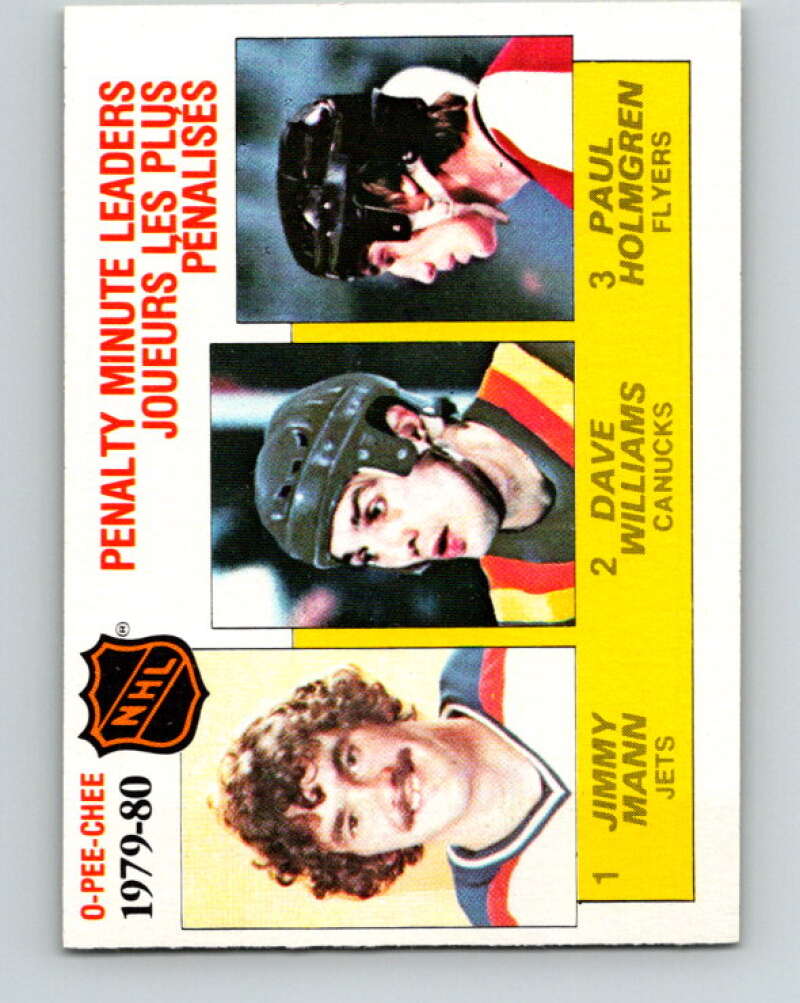 O-PEE-CHEE
1979-80
NHL®
PENALTY MINUTE LEADERS
JOUEURS LES PLUS
PENALISES
1 JIMMY
MANN
JETS
2 DAVE
WILLIAMS
CANUCKS
3 PAUL
HOLMGREN
FLYERS